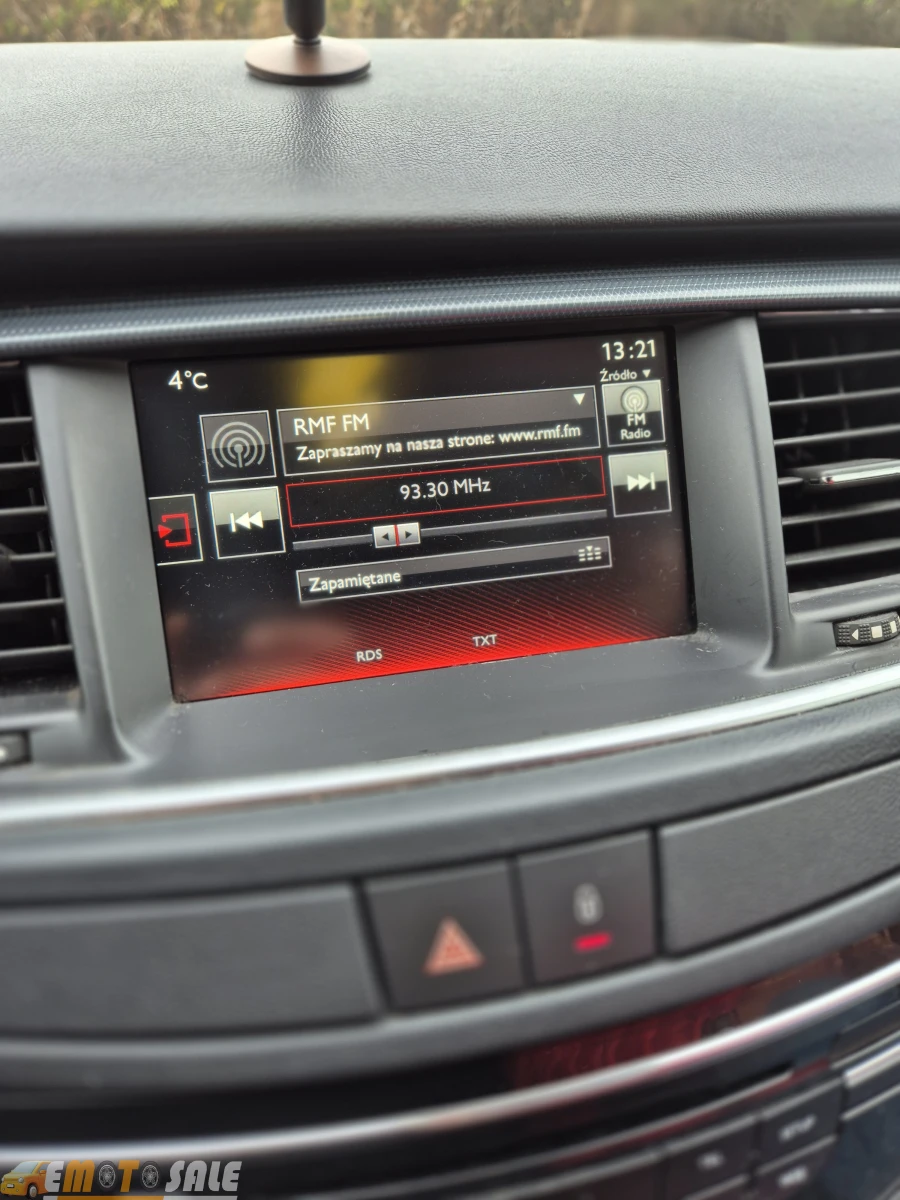 13:21
4°C
Źródło ▼
RMF FM
Zapraszamy na nasza strone: www.rmf.fm
FM
Radio
93.30 MHz
Zapamiętane
RDS
TXT
EMOTOSALE